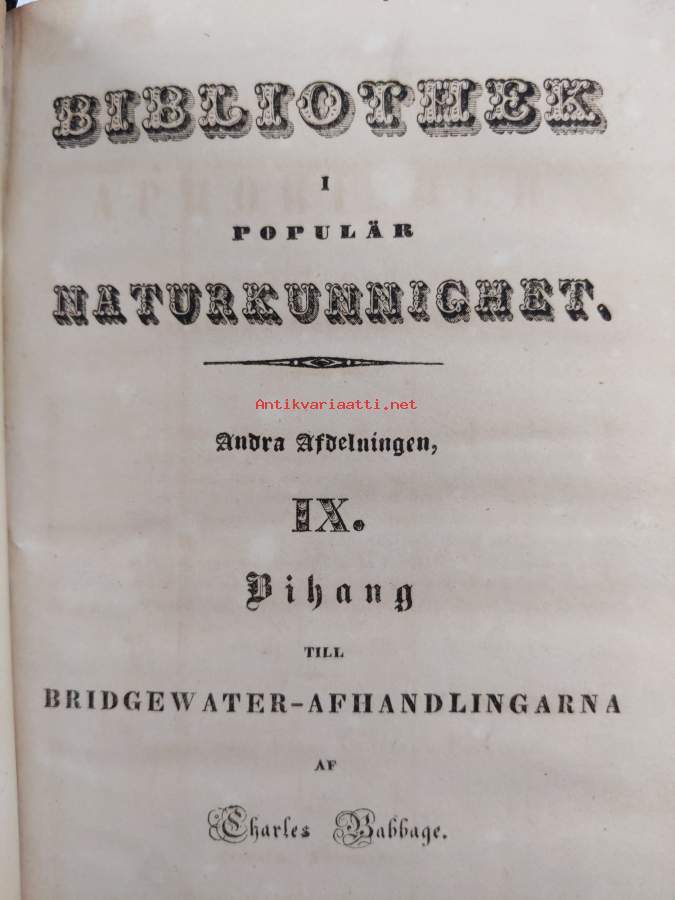 BIBLIOTHEK
I
POPULÄR
NATURKUNNIGHET.
Antikvariaatti.net
Andra Afdelningen,
IX.
Bihang
TILL
BRIDGEWATER-AFHANDLINGARNA
AF
Charles Babbage.